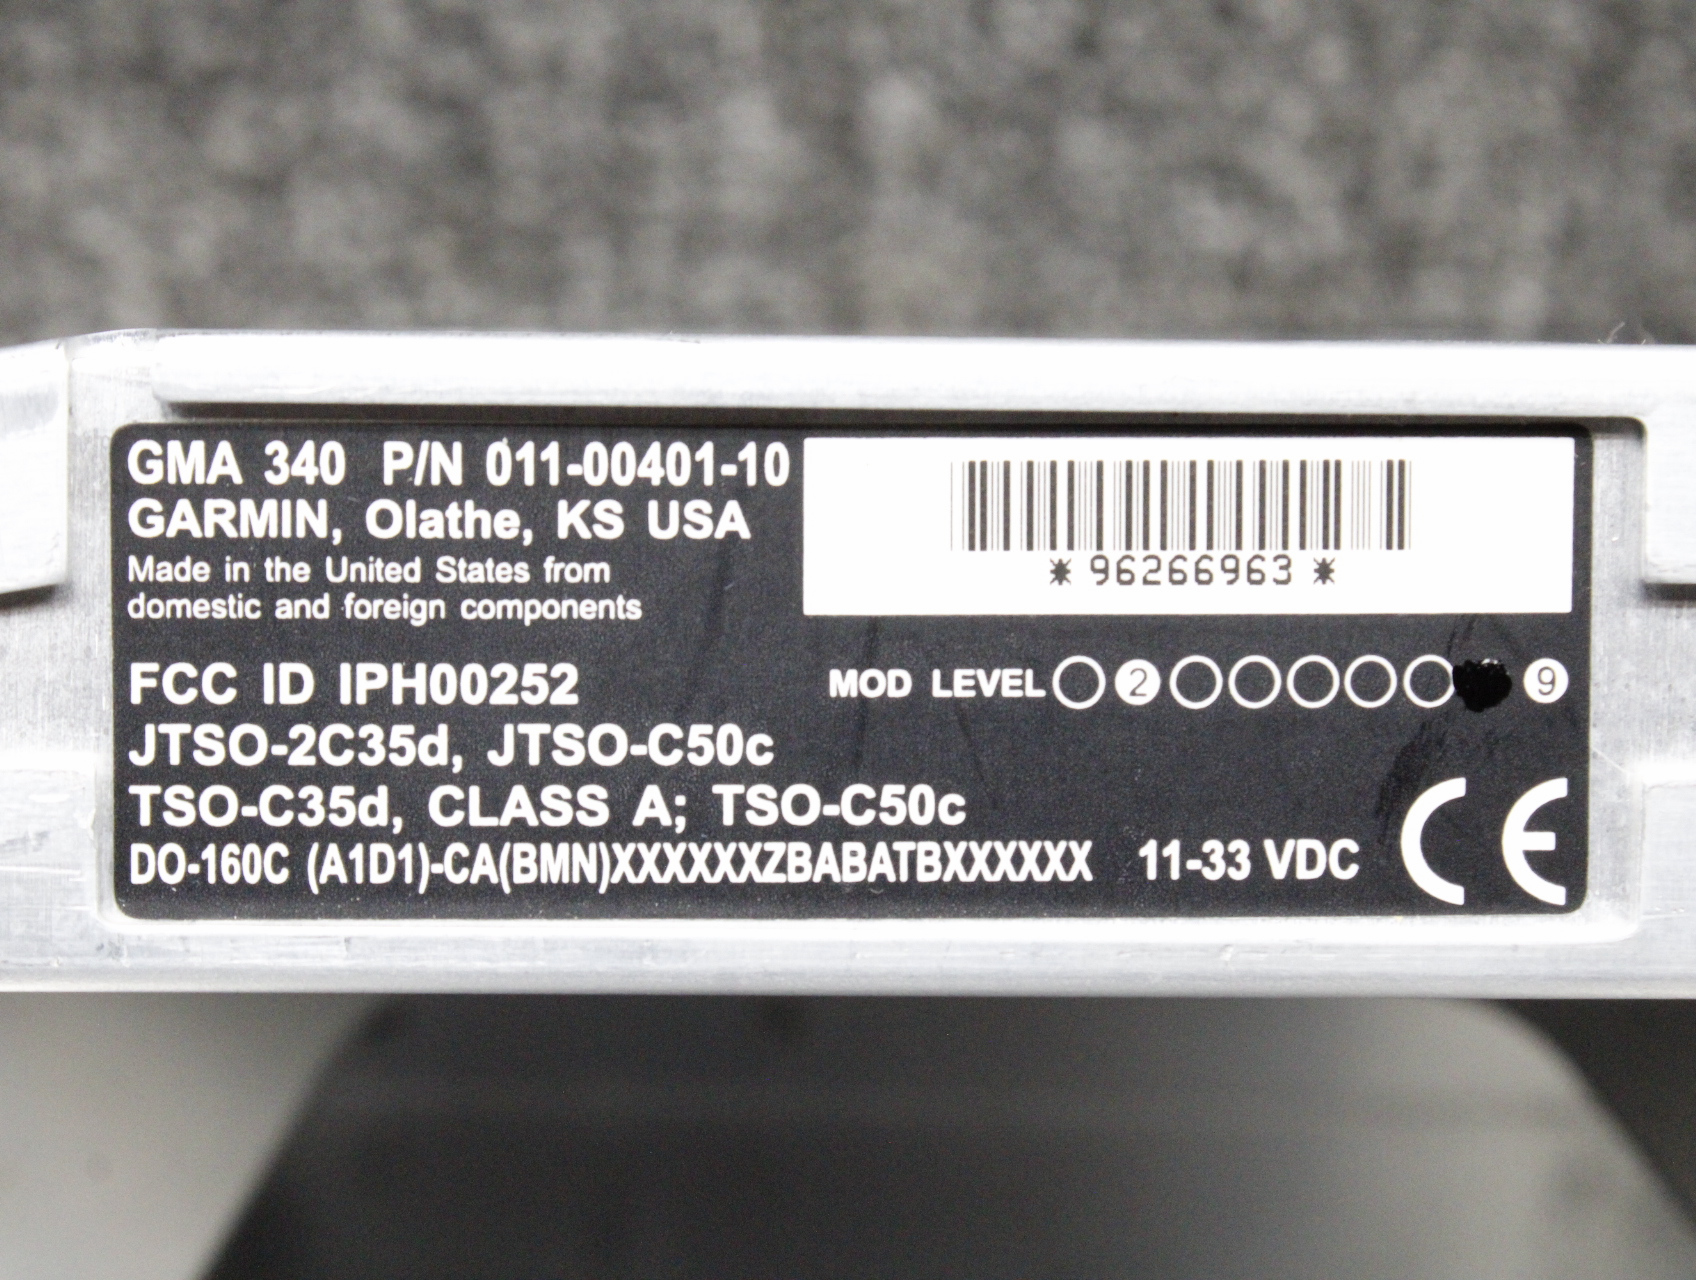 GMA 340 P/N 011-00401-10
GARMIN, Olathe, KS USA
Made in the United States from
domestic and foreign components
*96266963*
FCC ID IPH00252
MOD LEVEL 2 9
JTSO-2C35d, JTSO-C50c
TSO-C35d, CLASS A; TSO-C50c
DO-160C (A1D1)-CA(BMN)XXXXXXZBABATBXXXXXX 11-33 VDC
CE